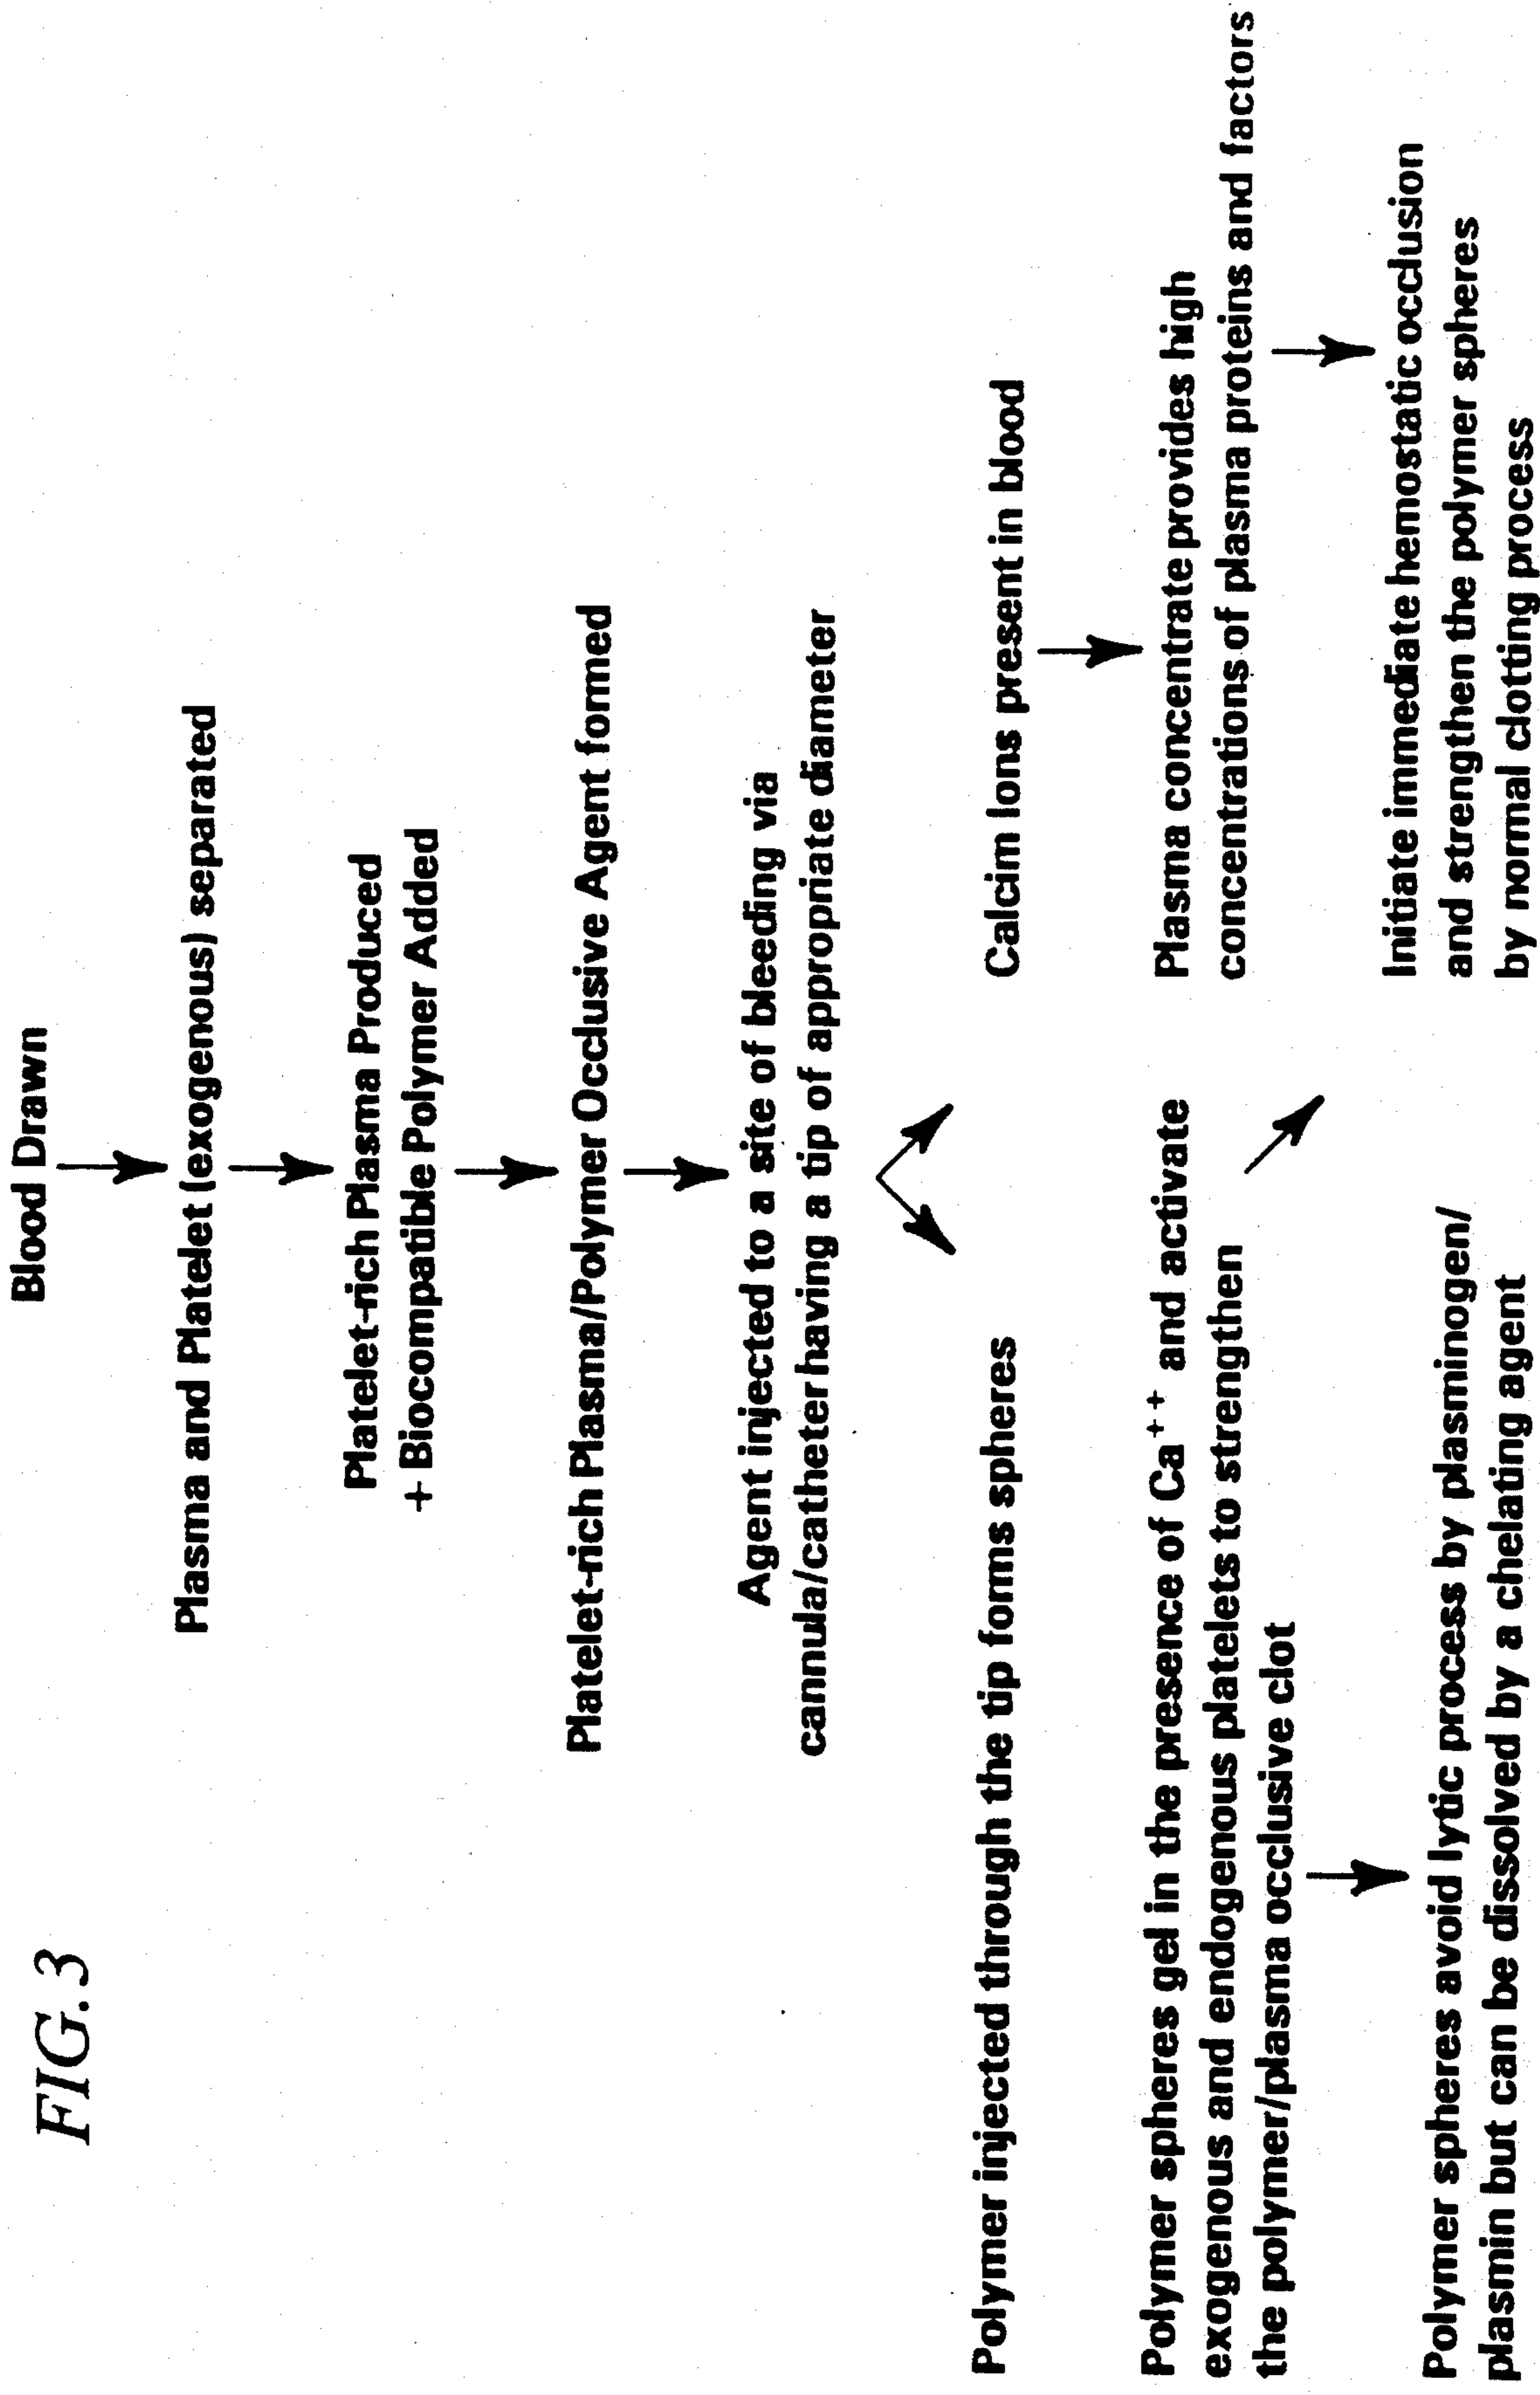 FIG.3
Blood Drawn
Plasma and Platelet (exogenous) separated
Platelet-rich Plasma Produced
+ Biocompatible Polymer Added
Platelet-rich Plasma/Polymer Occlusive Agent formed
Agent injected to a site of bleeding via
cannula/catheter having a tip of appropriate diameter
Polymer injected through the tip forms spheres
Calcim Ions present in blood
Polymer spheres gel in the presence of Ca++ and activate
exogenous and endogenous platelets to strengthen
the polymer/plasma occlusive clot
Plasma concentrate provides high
concentrations of plasma proteins and factors
Polymer spheres avoid lytic process by plasminogen/
plasmin but can be dissolved by a chelating agent
Initiate immediate hemostatic occlusion
and strengthen the polymer spheres
by normal clotting process